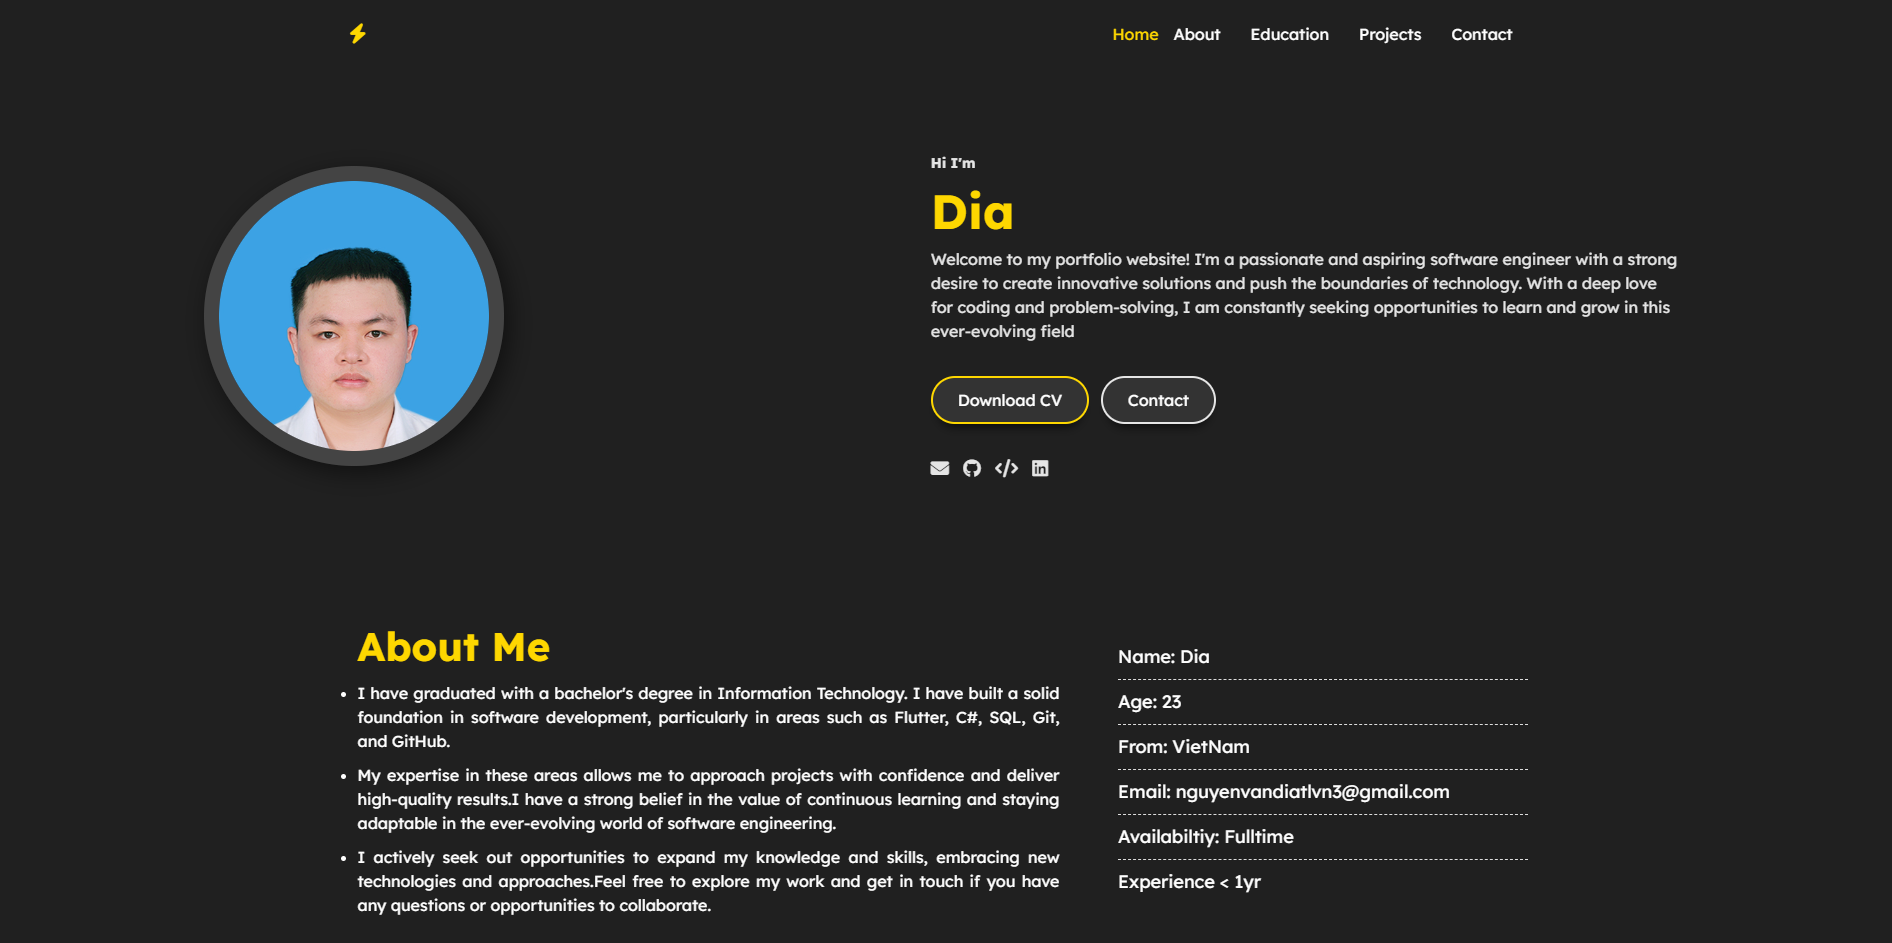 Home About Education Projects Contact
Hi I'm
Dia
Welcome to my portfolio website! I'm a passionate and aspiring software engineer with a strong
desire to create innovative solutions and push the boundaries of technology. With a deep love
for coding and problem-solving, I am constantly seeking opportunities to learn and grow in this
ever-evolving field
Download CV
Contact
About Me
I have graduated with a bachelor's degree in Information Technology. I have built a solid
foundation in software development, particularly in areas such as Flutter, C#, SQL, Git,
and GitHub.
My expertise in these areas allows me to approach projects with confidence and deliver
high-quality results.I have a strong belief in the value of continuous learning and staying
adaptable in the ever-evolving world of software engineering.
I actively seek out opportunities to expand my knowledge and skills, embracing new
technologies and approaches.Feel free to explore my work and get in touch if you have
any questions or opportunities to collaborate.
Name: Dia
Age: 23
From: VietNam
Email: nguyenvandiatlvn3@gmail.com
Availabiltiy: Fulltime
Experience < 1yr